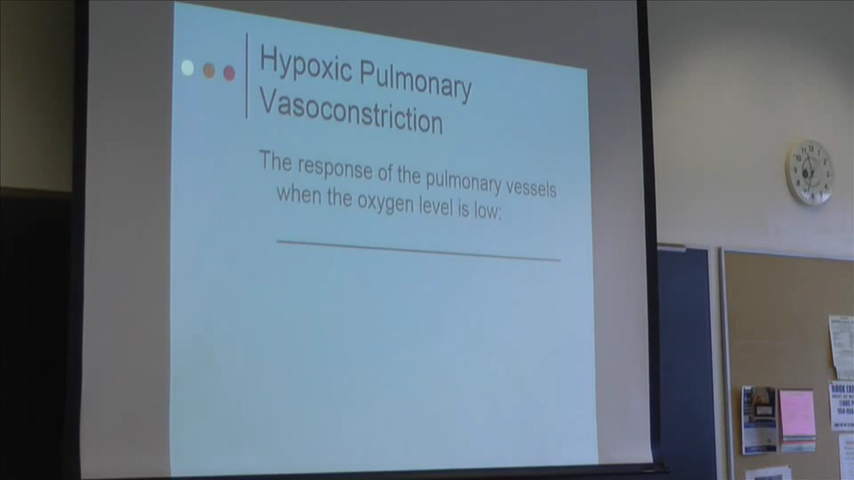 Hypoxic Pulmonary
Vasoconstriction
The response of the pulmonary vessels
when the oxygen level is low: